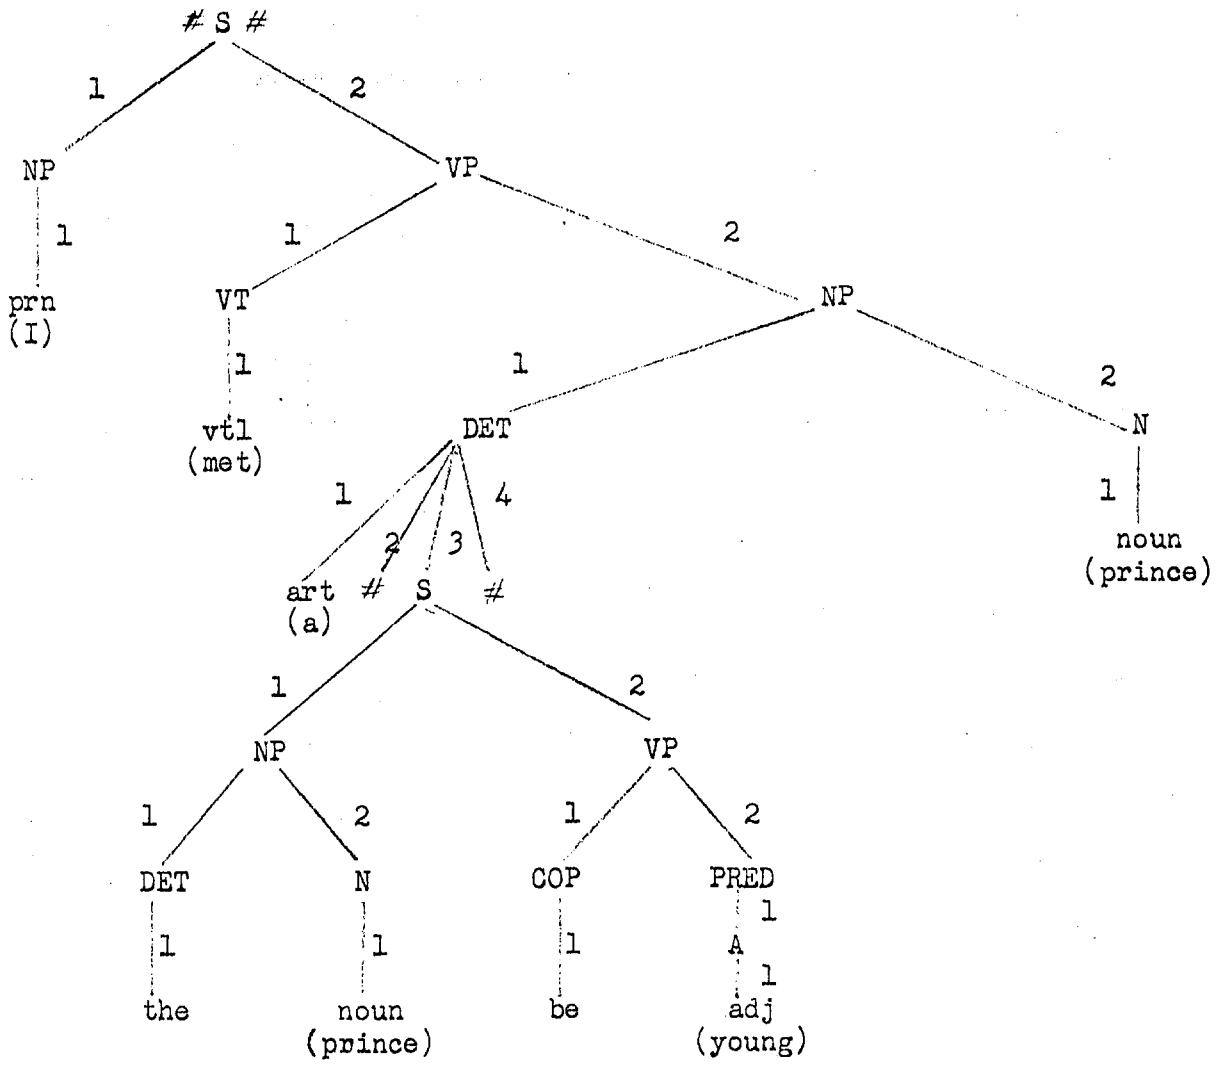 # S #
1 2
NP VP
1 1 2
prn VT NP
(I)
1 1 2
vtl DET N
(met)
1 2 3 4 1
noun
(prince)
art # S #
(a)
1 2
NP VP
1 2 1 2
DET N COP PRED
1
1 1 1 A
1
the noun be adj
(prince) (young)